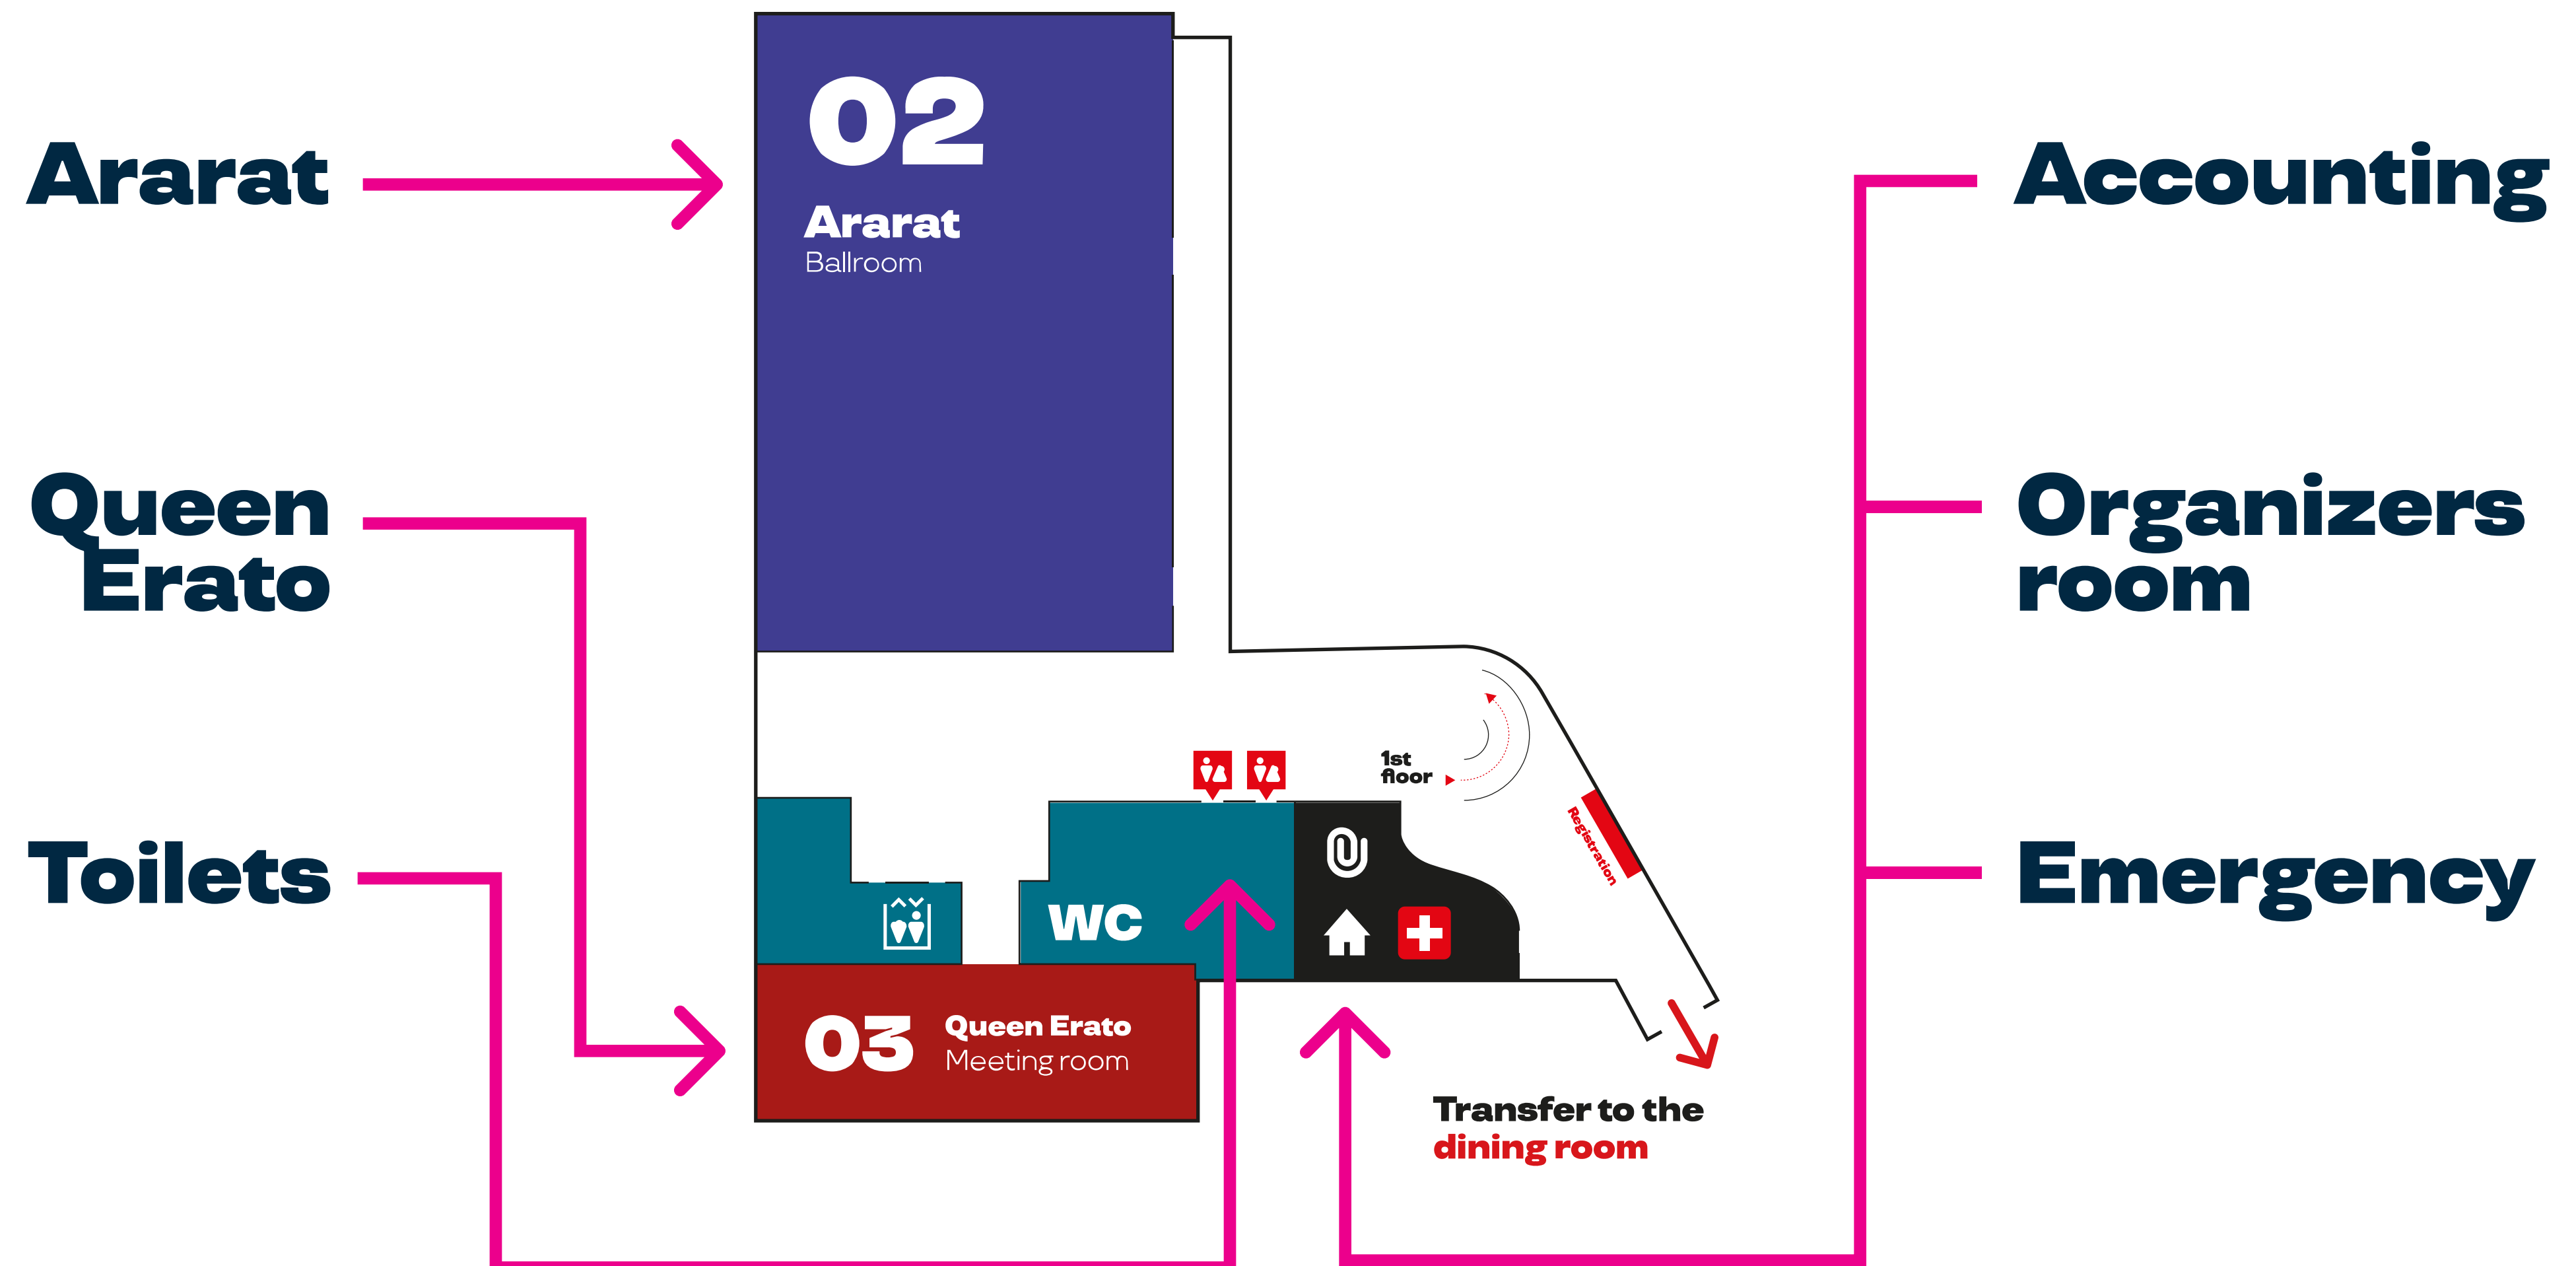 Ararat
Queen
Erato
Toilets
02
Ararat
Ballroom
1st
floor
Registration
WC
03
Queen Erato
Meeting room
Transfer to the
dining room
Accounting
Organizers
room
Emergency